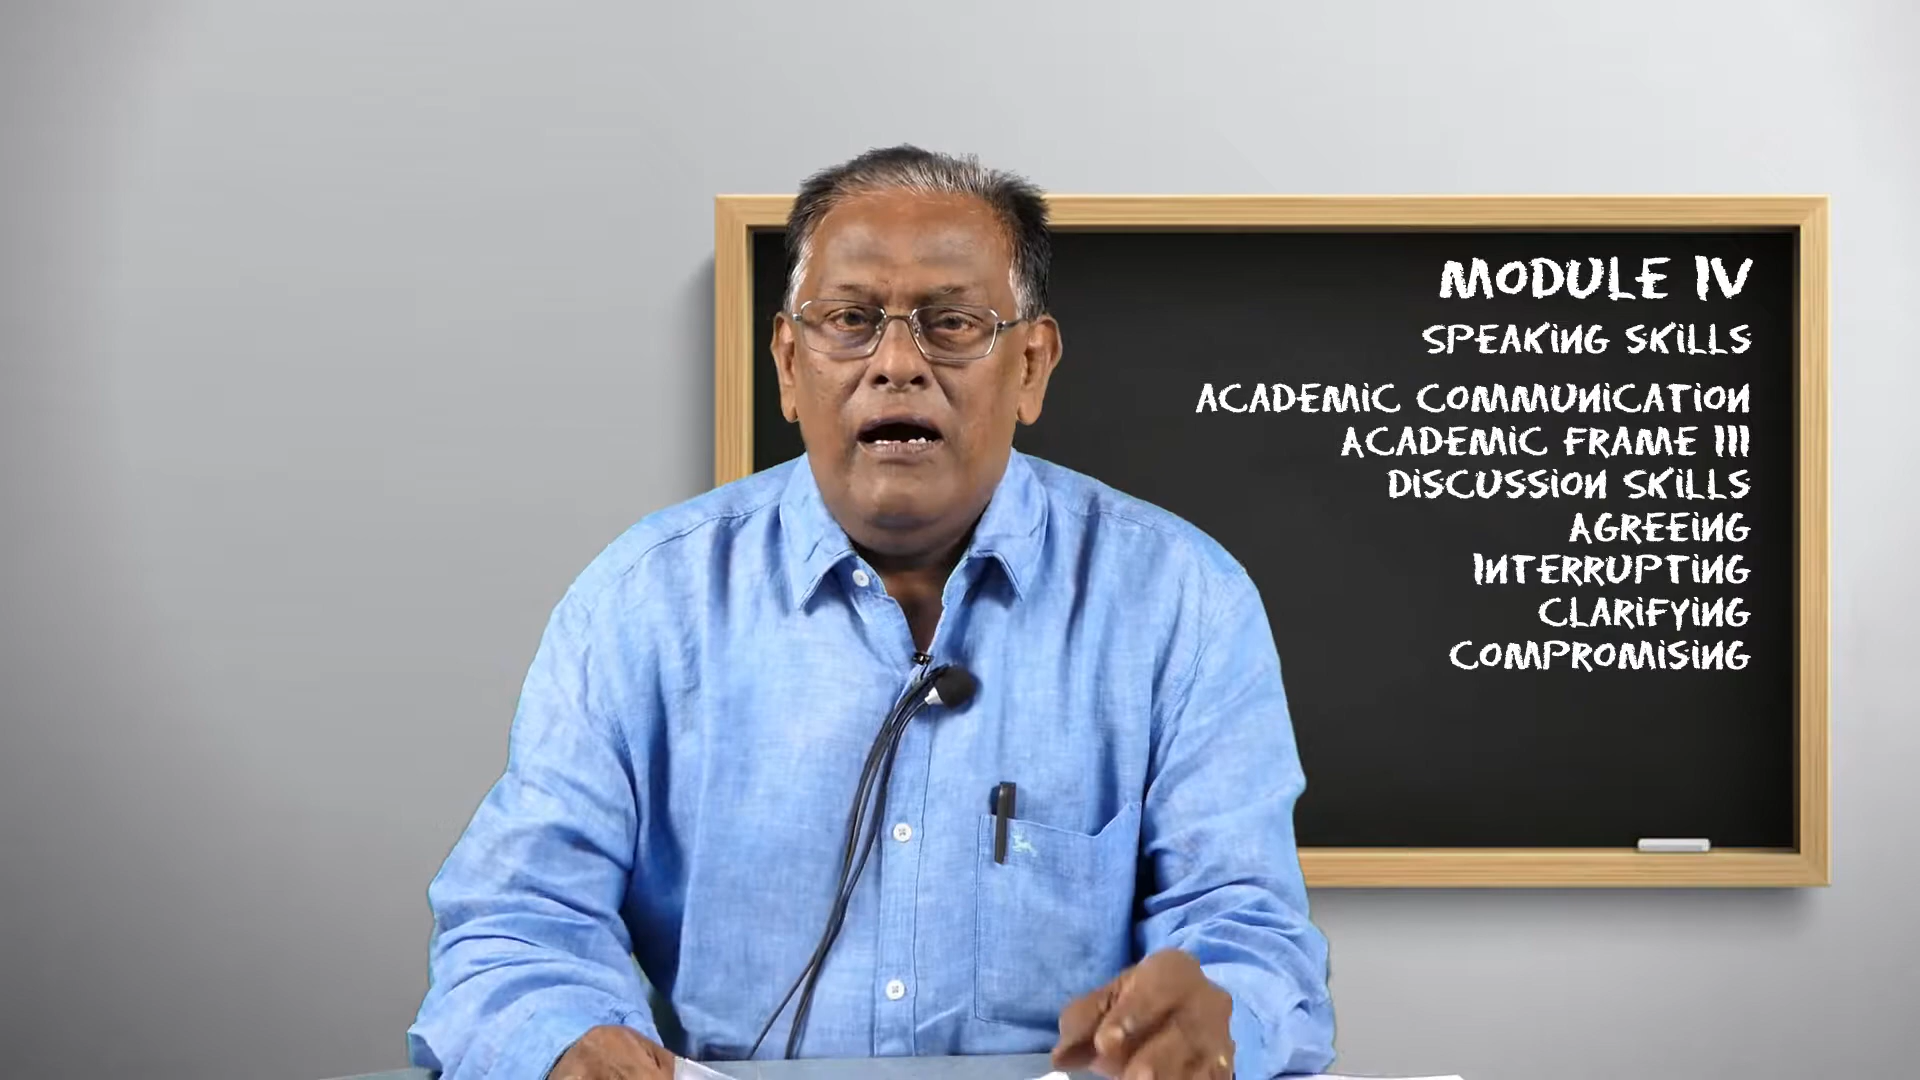 MODULE IV
SPEAKING SKILLS
ACADEMIC COMMUNICATION
ACADEMIC FRAME III
DISCUSSION SKILLS
AGREEING
INTERRUPTING
CLARIFYING
COMPROMISING